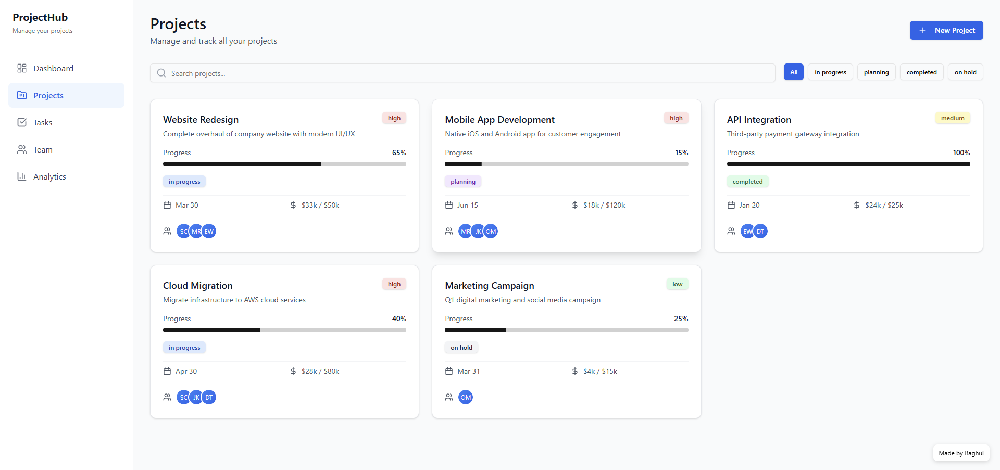 ProjectHub
Manage your projects
Dashboard
Projects
Tasks
Team
Analytics
Projects
Manage and track all your projects
New Project
Search projects...
All in progress planning completed on hold
Website Redesign high
Complete overhaul of company website with modern UI/UX
Progress 65%
in progress
Mar 30 $33k / $50k
SC MR EW
Mobile App Development high
Native iOS and Android app for customer engagement
Progress 15%
planning
Jun 15 $18k / $120k
MR JK OM
API Integration medium
Third-party payment gateway integration
Progress 100%
completed
Jan 20 $24k / $25k
EW DT
Cloud Migration high
Migrate infrastructure to AWS cloud services
Progress 40%
in progress
Apr 30 $28k / $80k
SC JK DT
Marketing Campaign low
Q1 digital marketing and social media campaign
Progress 25%
on hold
Mar 31 $4k / $15k
OM
Made by Raghul